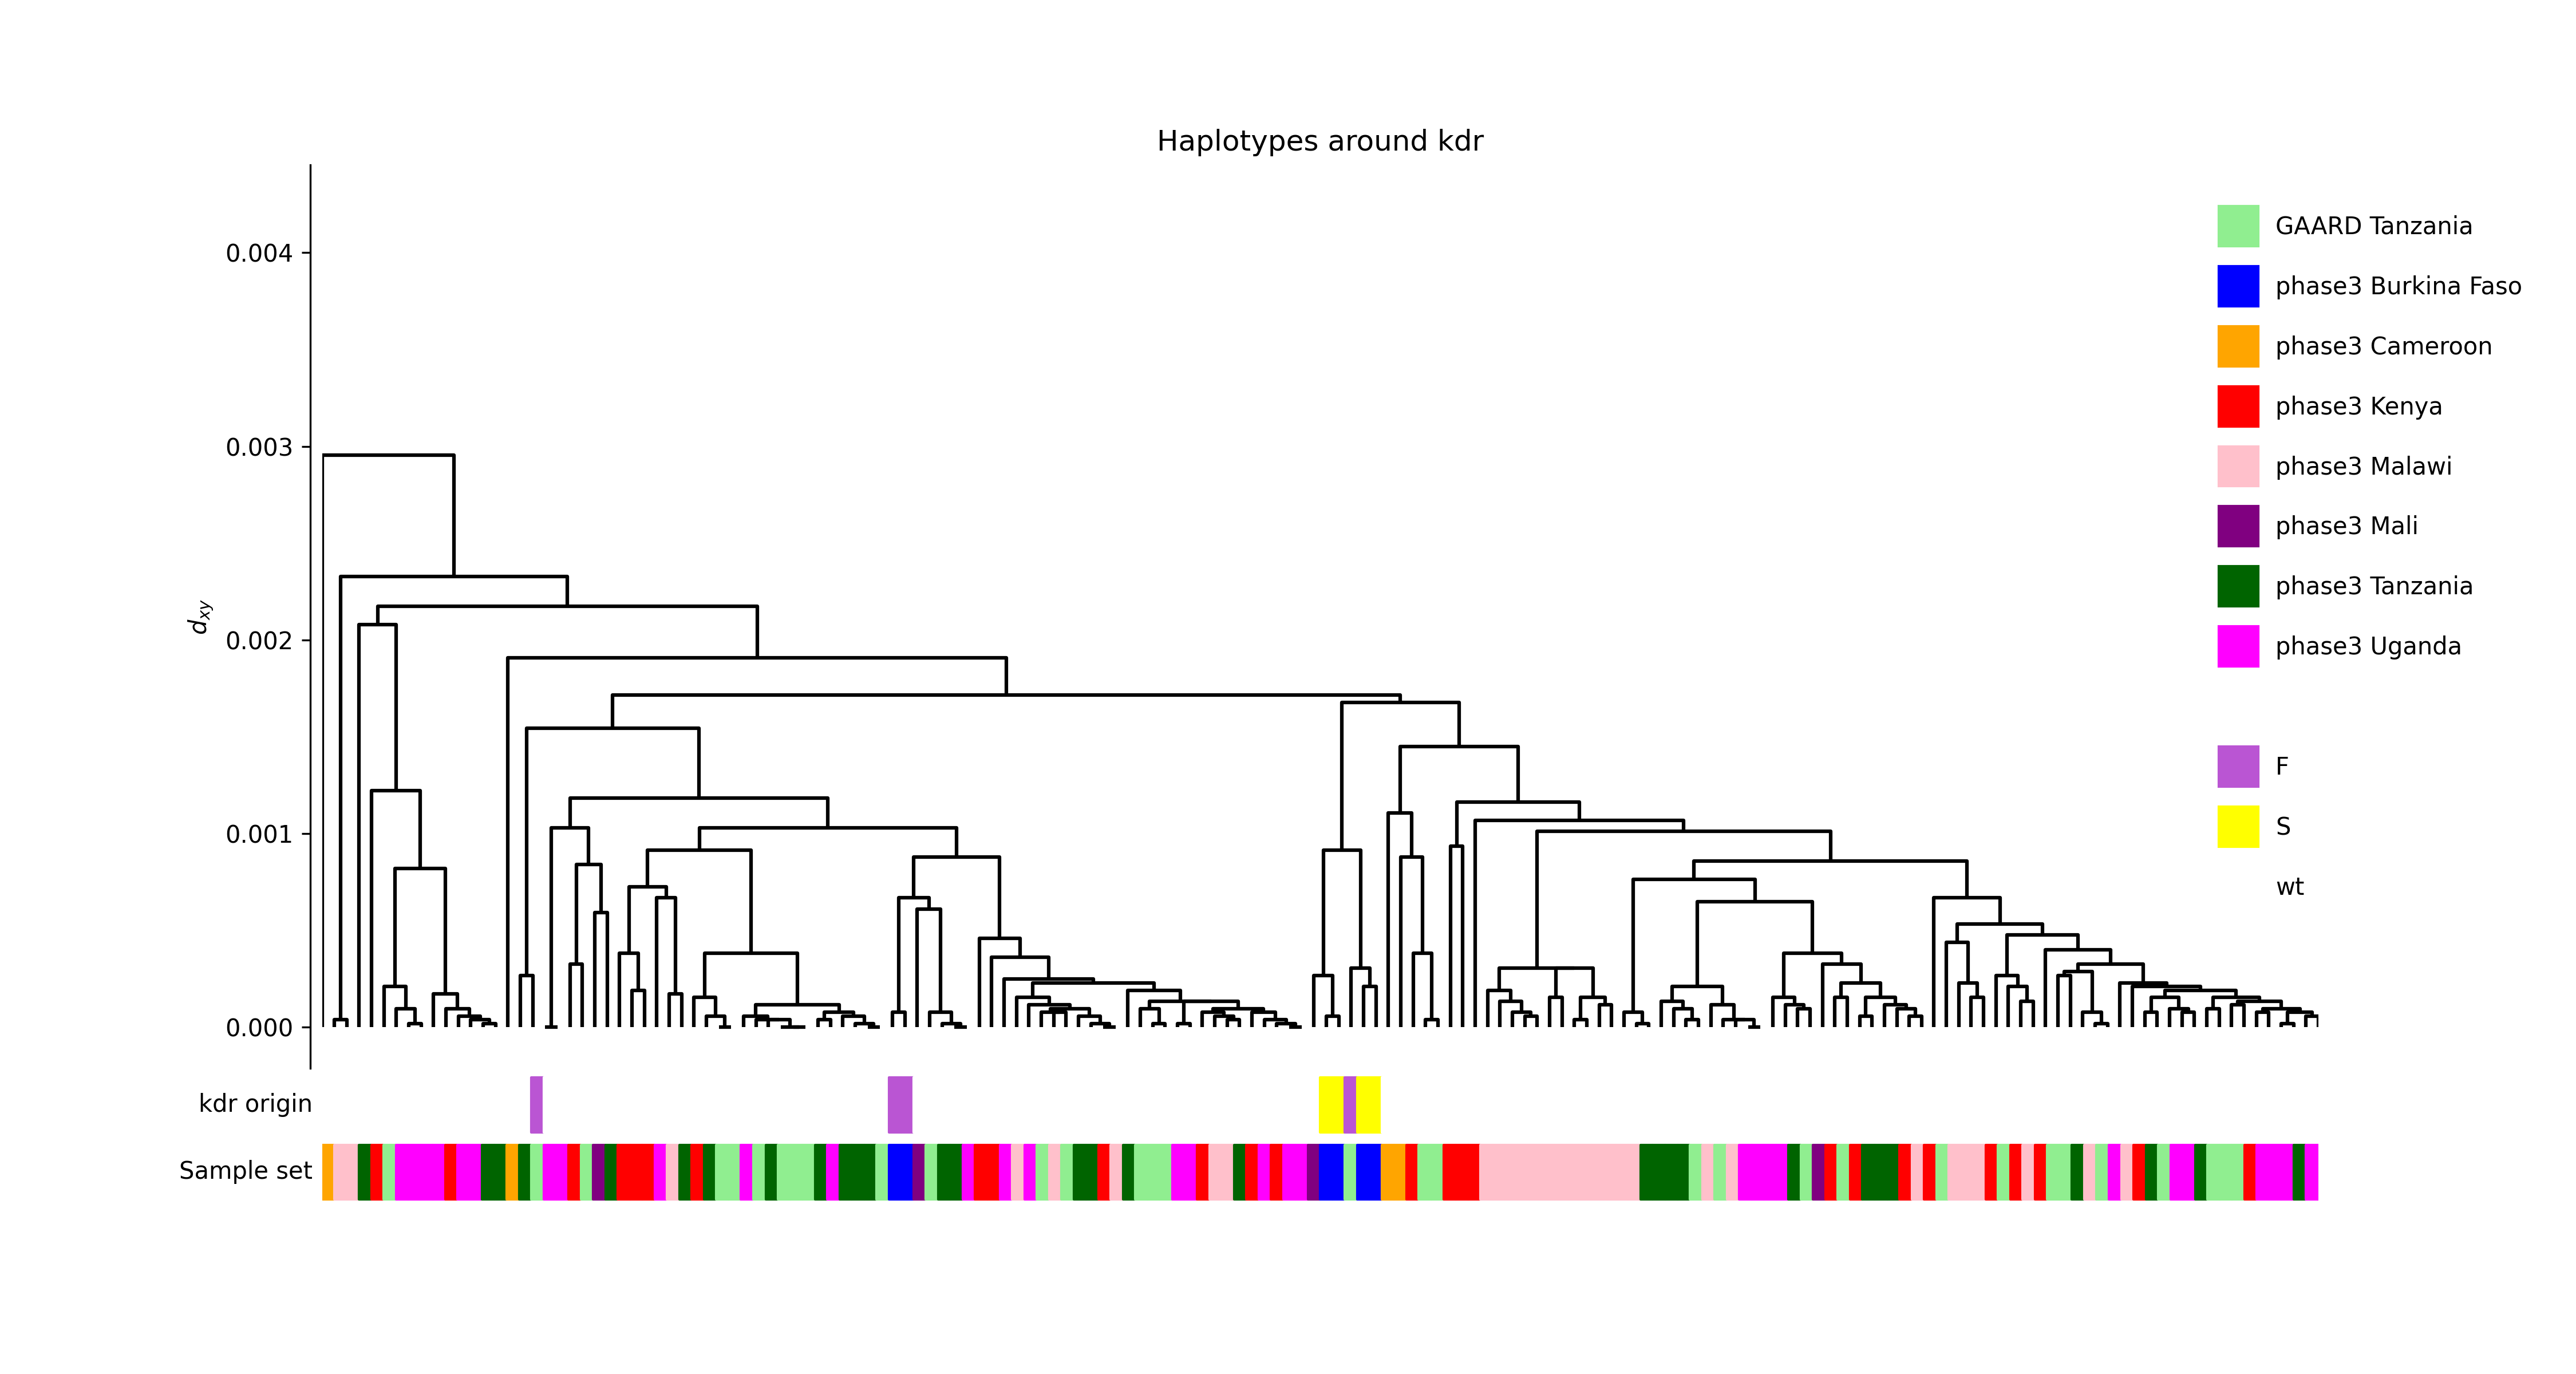 Haplotypes around kdr
0.004
0.003
0.002
0.001
0.000
dxy
GAARD Tanzania
phase3 Burkina Faso
phase3 Cameroon
phase3 Kenya
phase3 Malawi
phase3 Mali
phase3 Tanzania
phase3 Uganda
F
S
wt
kdr origin
Sample set